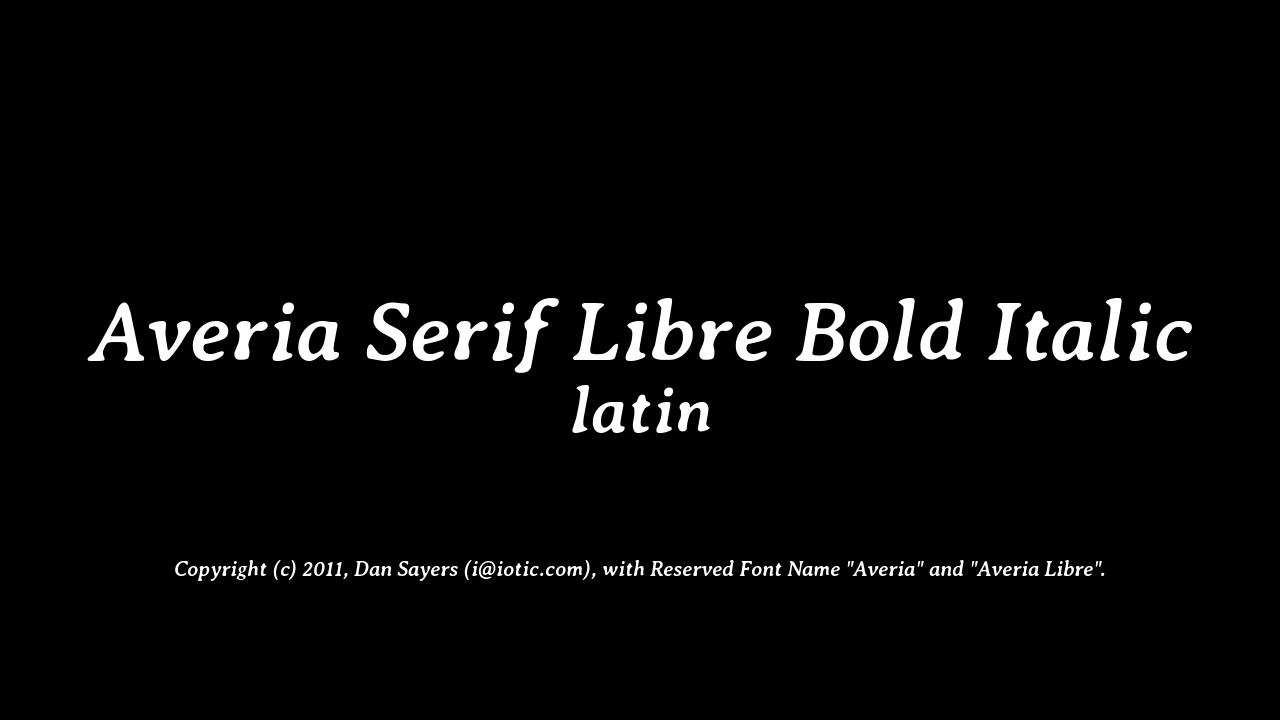 Averia Serif Libre Bold Italic
latin
Copyright (c) 2011, Dan Sayers (i@iotic.com), with Reserved Font Name "Averia" and "Averia Libre".